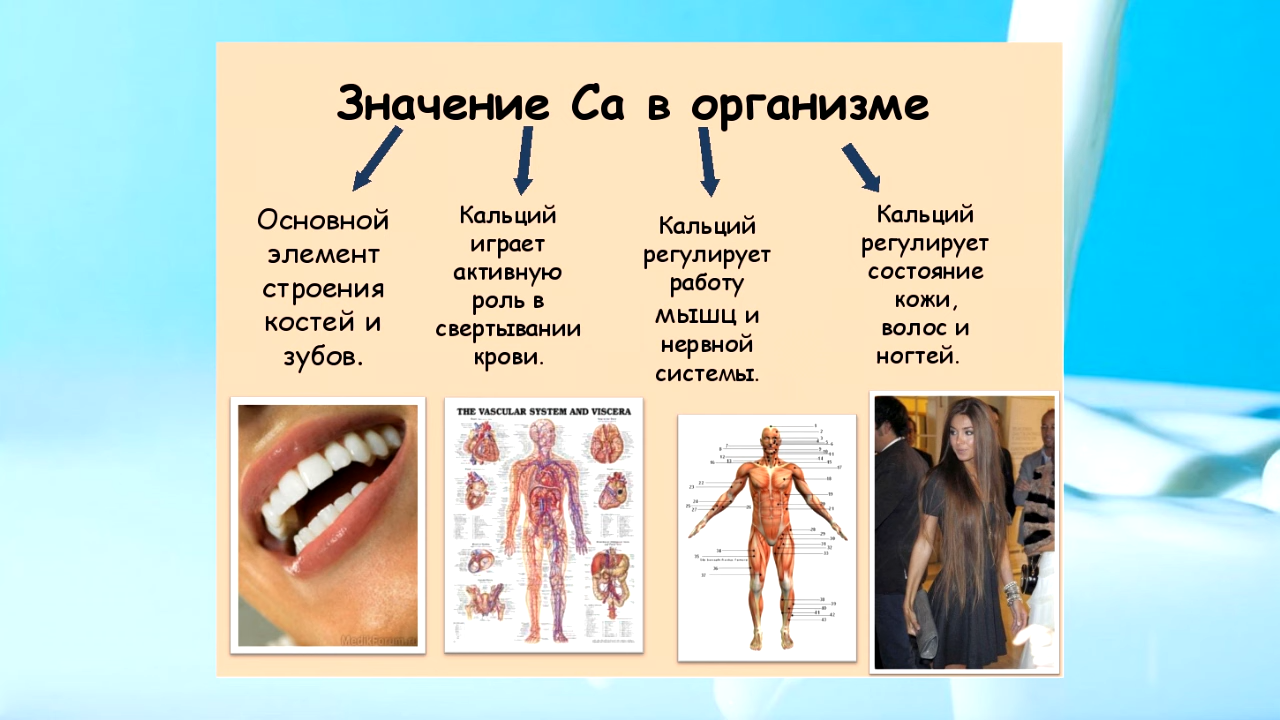 Значение Са в организме
Основной
элемент
строения
костей и
зубов.
Кальций
играет
активную
роль в
свертывании
крови.
Кальций
регулирует
работу
мышц и
нервной
системы.
Кальций
регулирует
состояние
кожи,
волос и
ногтей.
THE VASCULAR SYSTEM AND VISCERA